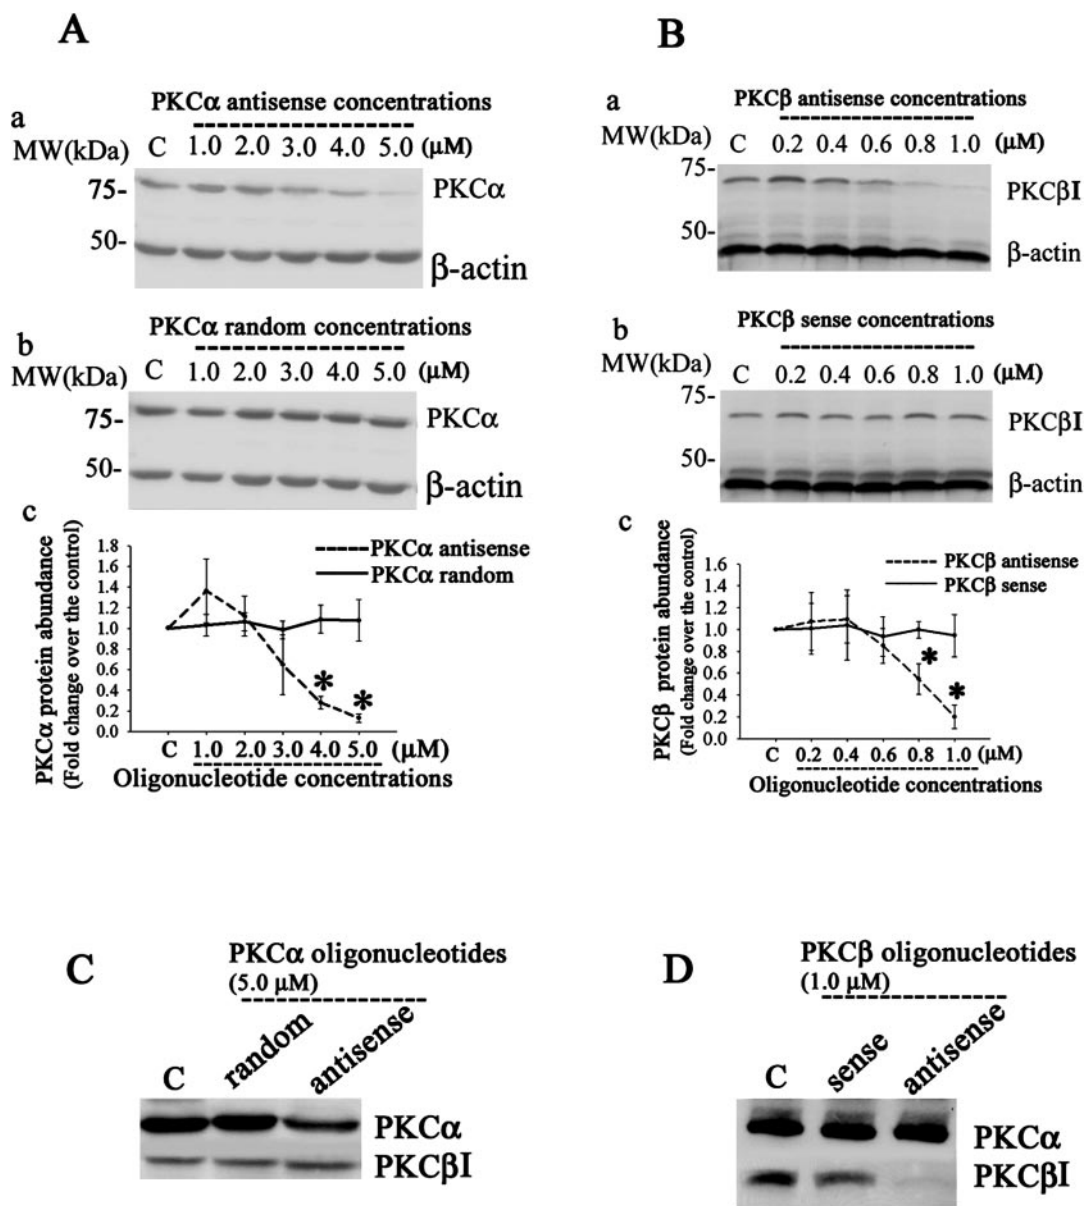 A
a
PKCα antisense concentrations
MW(kDa) C 1.0 2.0 3.0 4.0 5.0 (μM)
75-
PKCα
50-
β-actin
b
PKCα random concentrations
MW(kDa) C 1.0 2.0 3.0 4.0 5.0 (μM)
75-
PKCα
50-
β-actin
c
PKCα protein abundance
(Fold change over the control)
1.8
1.6
1.4
1.2
1.0
0.8
0.6
0.4
0.2
0.0
PKCα antisense
PKCα random
*
*
C 1.0 2.0 3.0 4.0 5.0 (μM)
Oligonucleotide concentrations
B
a
PKCβ antisense concentrations
MW(kDa) C 0.2 0.4 0.6 0.8 1.0 (μM)
75-
PKCβI
50-
β-actin
b
PKCβ sense concentrations
MW(kDa) C 0.2 0.4 0.6 0.8 1.0 (μM)
75-
PKCβI
50-
β-actin
c
PKCβ protein abundance
(Fold change over the control)
1.6
1.4
1.2
1.0
0.8
0.6
0.4
0.2
0.0
PKCβ antisense
PKCβ sense
*
*
C 0.2 0.4 0.6 0.8 1.0 (μM)
Oligonucleotide concentrations
C
PKCα oligonucleotides
(5.0 μM)
C random antisense
PKCα
PKCβI
D
PKCβ oligonucleotides
(1.0 μM)
C sense antisense
PKCα
PKCβI